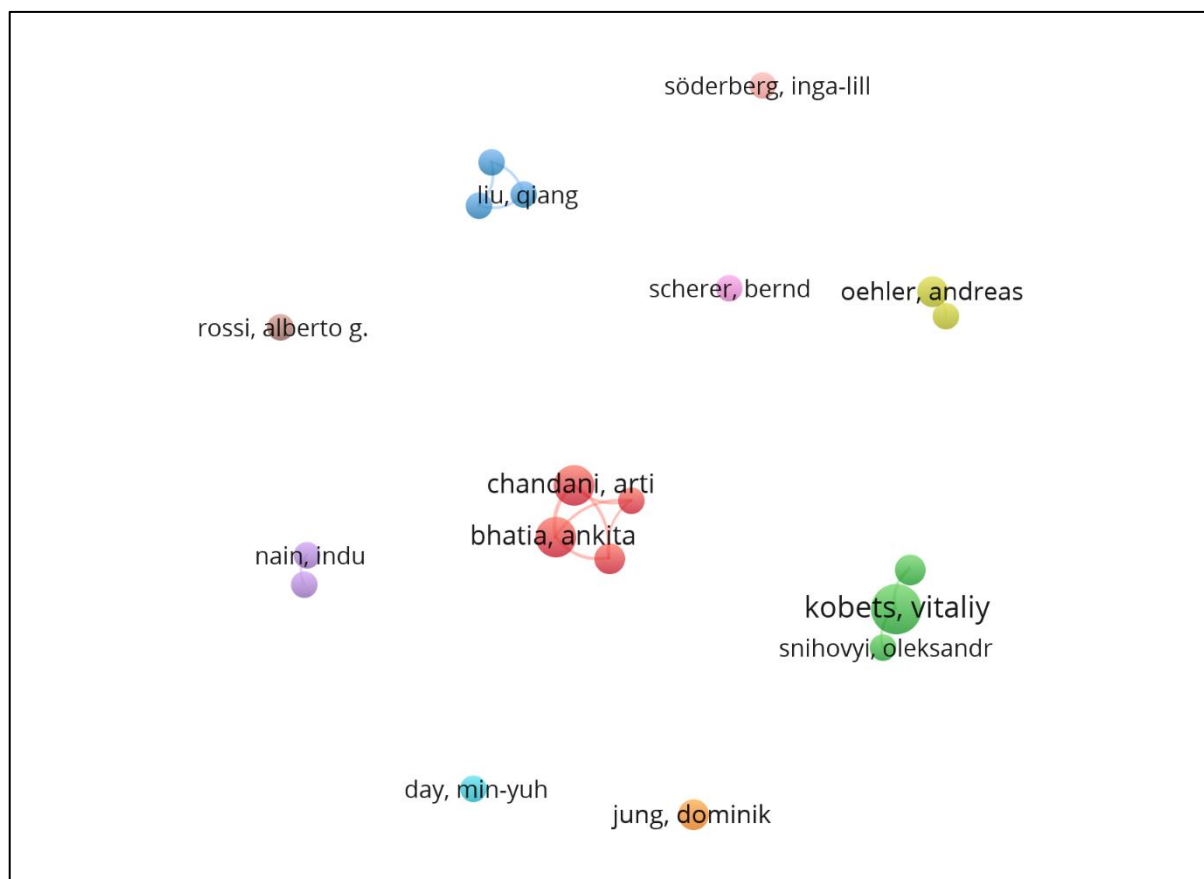 söderberg, inga-lill
liu, qiang
scherer, bernd
oehler, andreas
rossi, alberto g.
chandani, arti
bhatia, ankita
nain, indu
kobets, vitaliy
snihovyi, oleksandr
day, min-yuh
jung, dominik